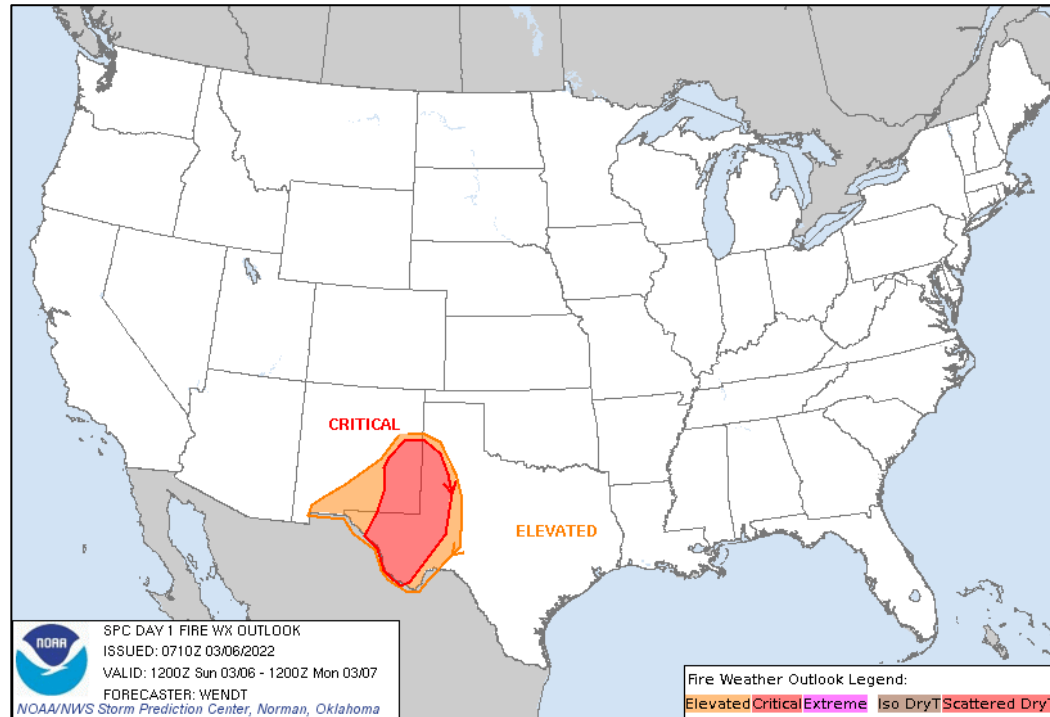 CRITICAL
ELEVATED
NOAA
SPC DAY 1 FIRE WX OUTLOOK
ISSUED: 0710Z 03/06/2022
VALID: 1200Z Sun 03/06 - 1200Z Mon 03/07
FORECASTER: WENDT
NOAA/NWS Storm Prediction Center, Norman, Oklahoma
Fire Weather Outlook Legend:
Elevated Critical Extreme Iso DryT Scattered DryT